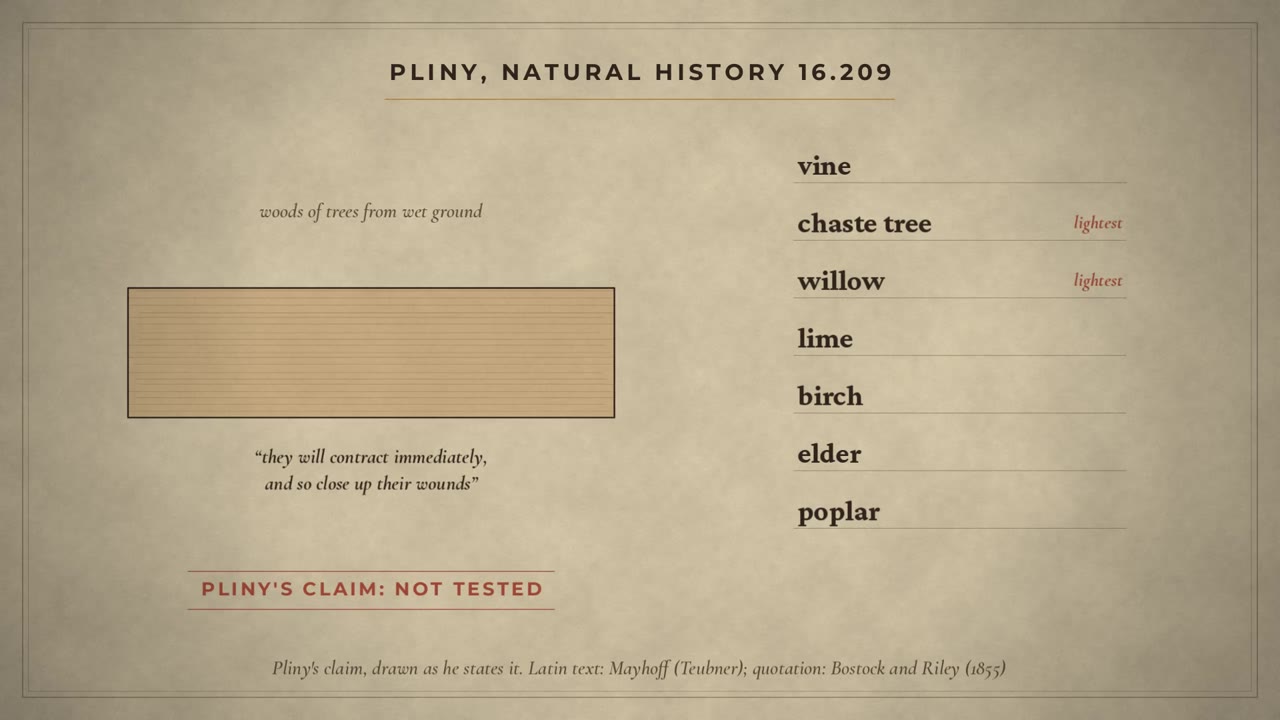 PLINY, NATURAL HISTORY 16.209
woods of trees from wet ground
“they will contract immediately,
and so close up their wounds”
PLINY'S CLAIM: NOT TESTED
vine
chaste tree lightest
willow lightest
lime
birch
elder
poplar
Pliny's claim, drawn as he states it. Latin text: Mayhoff (Teubner); quotation: Bostock and Riley (1855)